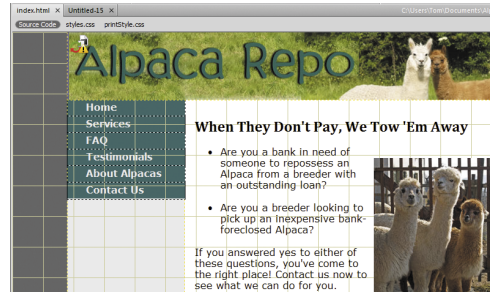 index.html × Untitled-15 ×
C:\Users\Tom\Documents\Al
Source Code styles.css printStyle.css
Alpaca Repo
Home
Services
FAQ
Testimonials
About Alpacas
Contact Us
When They Don't Pay, We Tow 'Em Away
• Are you a bank in need of
someone to repossess an
Alpaca from a breeder with
an outstanding loan?
• Are you a breeder looking to
pick up an inexpensive bank-
foreclosed Alpaca?
If you answered yes to either of
these questions, you've come to
the right place! Contact us now to
see what we can do for you.